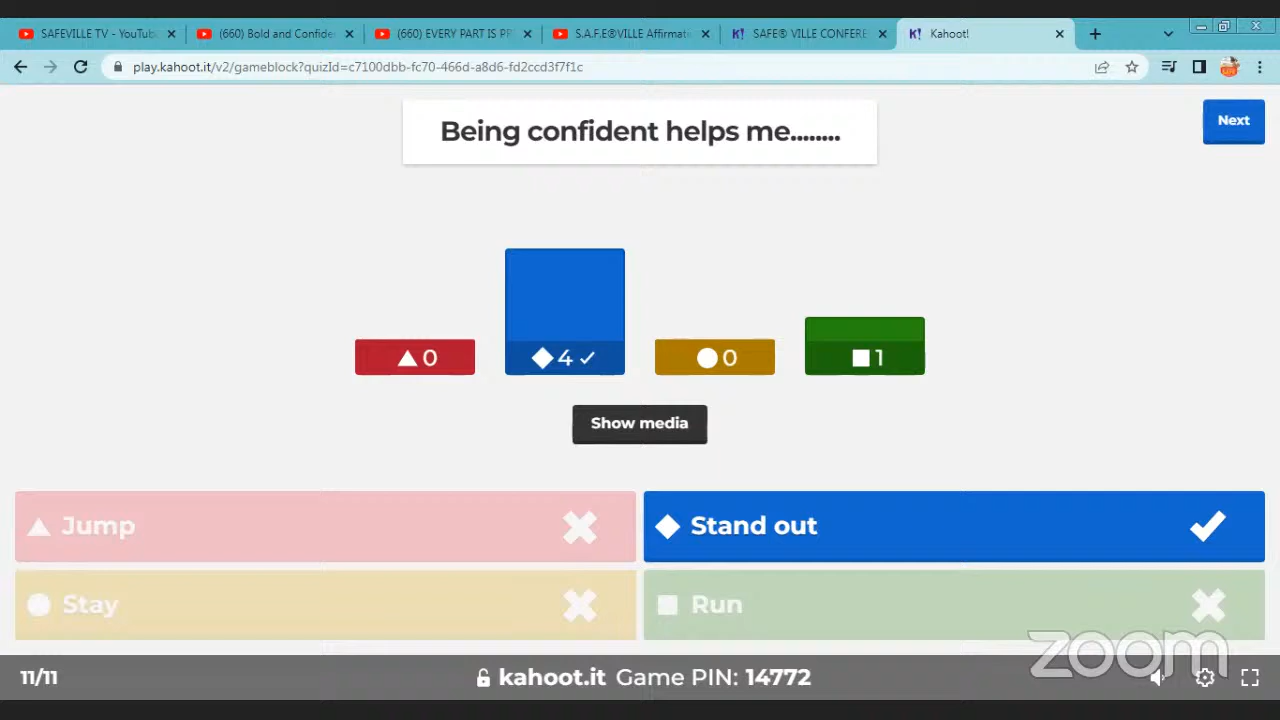 SAFEVILLE TV - YouTub
(660) Bold and Confide
(660) EVERY PART IS PR
S.A.F.E®VILLE Affirmati
K! SAFE® VILLE CONFERE
K! Kahoot!
play.kahoot.it/v2/gameblock?quizId=c7100dbb-fc70-466d-a8d6-fd2ccd3f7f1c
Being confident helps me........
Next
0
4
0
1
Show media
Jump
Stand out
Stay
Run
zoom
11/11
kahoot.it Game PIN: 14772